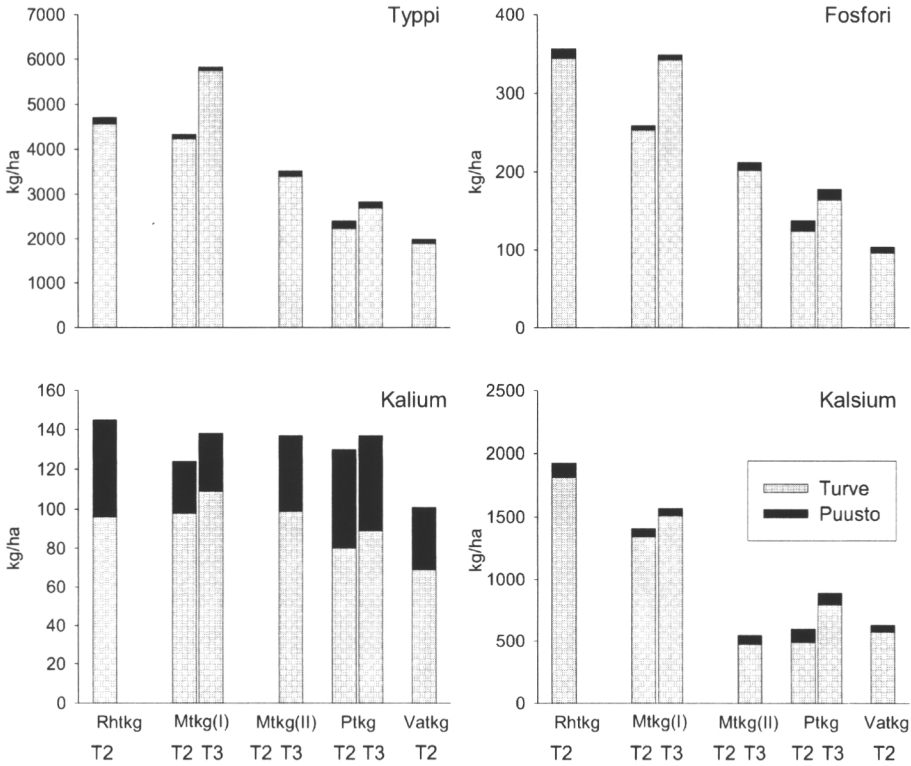 Typpi
7000
6000
5000
4000
3000
2000
1000
0
kg/ha
Fosfori
400
300
200
100
0
kg/ha
Kalium
160
140
120
100
80
60
40
20
0
kg/ha
Rhtkg Mtkg(I) Mtkg(II) Ptkg Vatkg
T2 T2 T3 T2 T3 T2 T3 T2
Kalsium
2500
2000
1500
1000
500
0
kg/ha
Turve
Puusto
Rhtkg Mtkg(I) Mtkg(II) Ptkg Vatkg
T2 T2 T3 T2 T3 T2 T3 T2